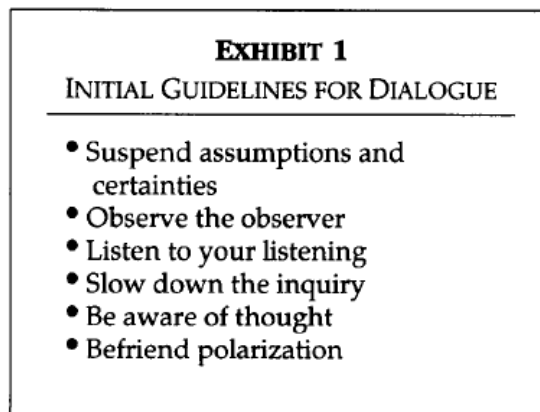 EXHIBIT 1
INITIAL GUIDELINES FOR DIALOGUE
• Suspend assumptions and
certainties
• Observe the observer
• Listen to your listening
• Slow down the inquiry
• Be aware of thought
• Befriend polarization